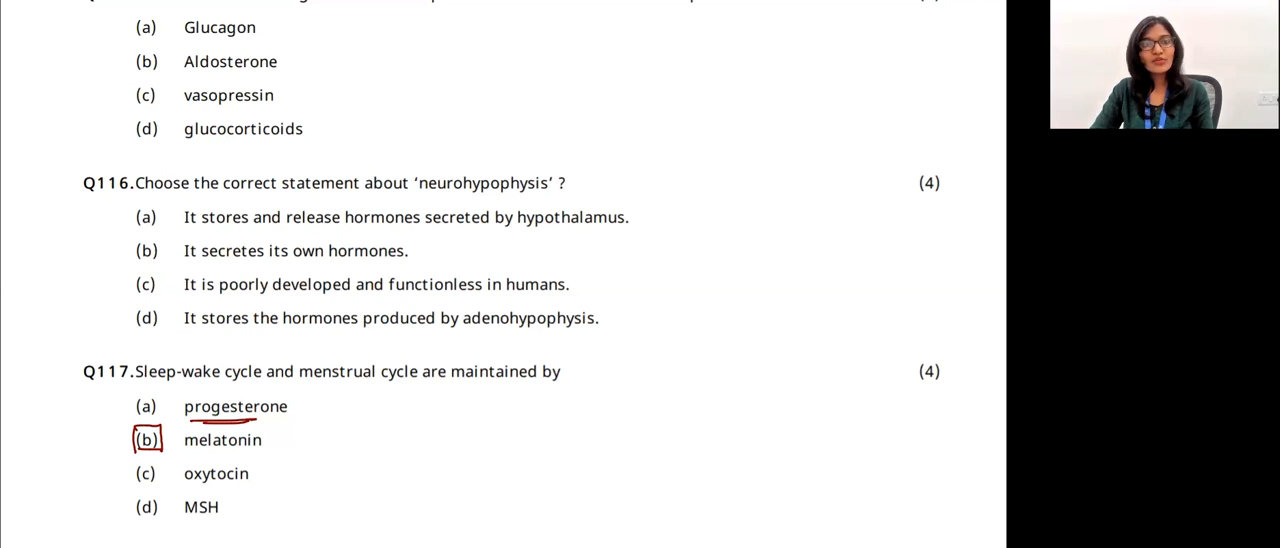 (a) Glucagon
(b) Aldosterone
(c) vasopressin
(d) glucocorticoids
Q116.Choose the correct statement about ‘neurohypophysis’ ? (4)
(a) It stores and release hormones secreted by hypothalamus.
(b) It secretes its own hormones.
(c) It is poorly developed and functionless in humans.
(d) It stores the hormones produced by adenohypophysis.
Q117.Sleep-wake cycle and menstrual cycle are maintained by (4)
(a) progesterone
(b) melatonin
(c) oxytocin
(d) MSH